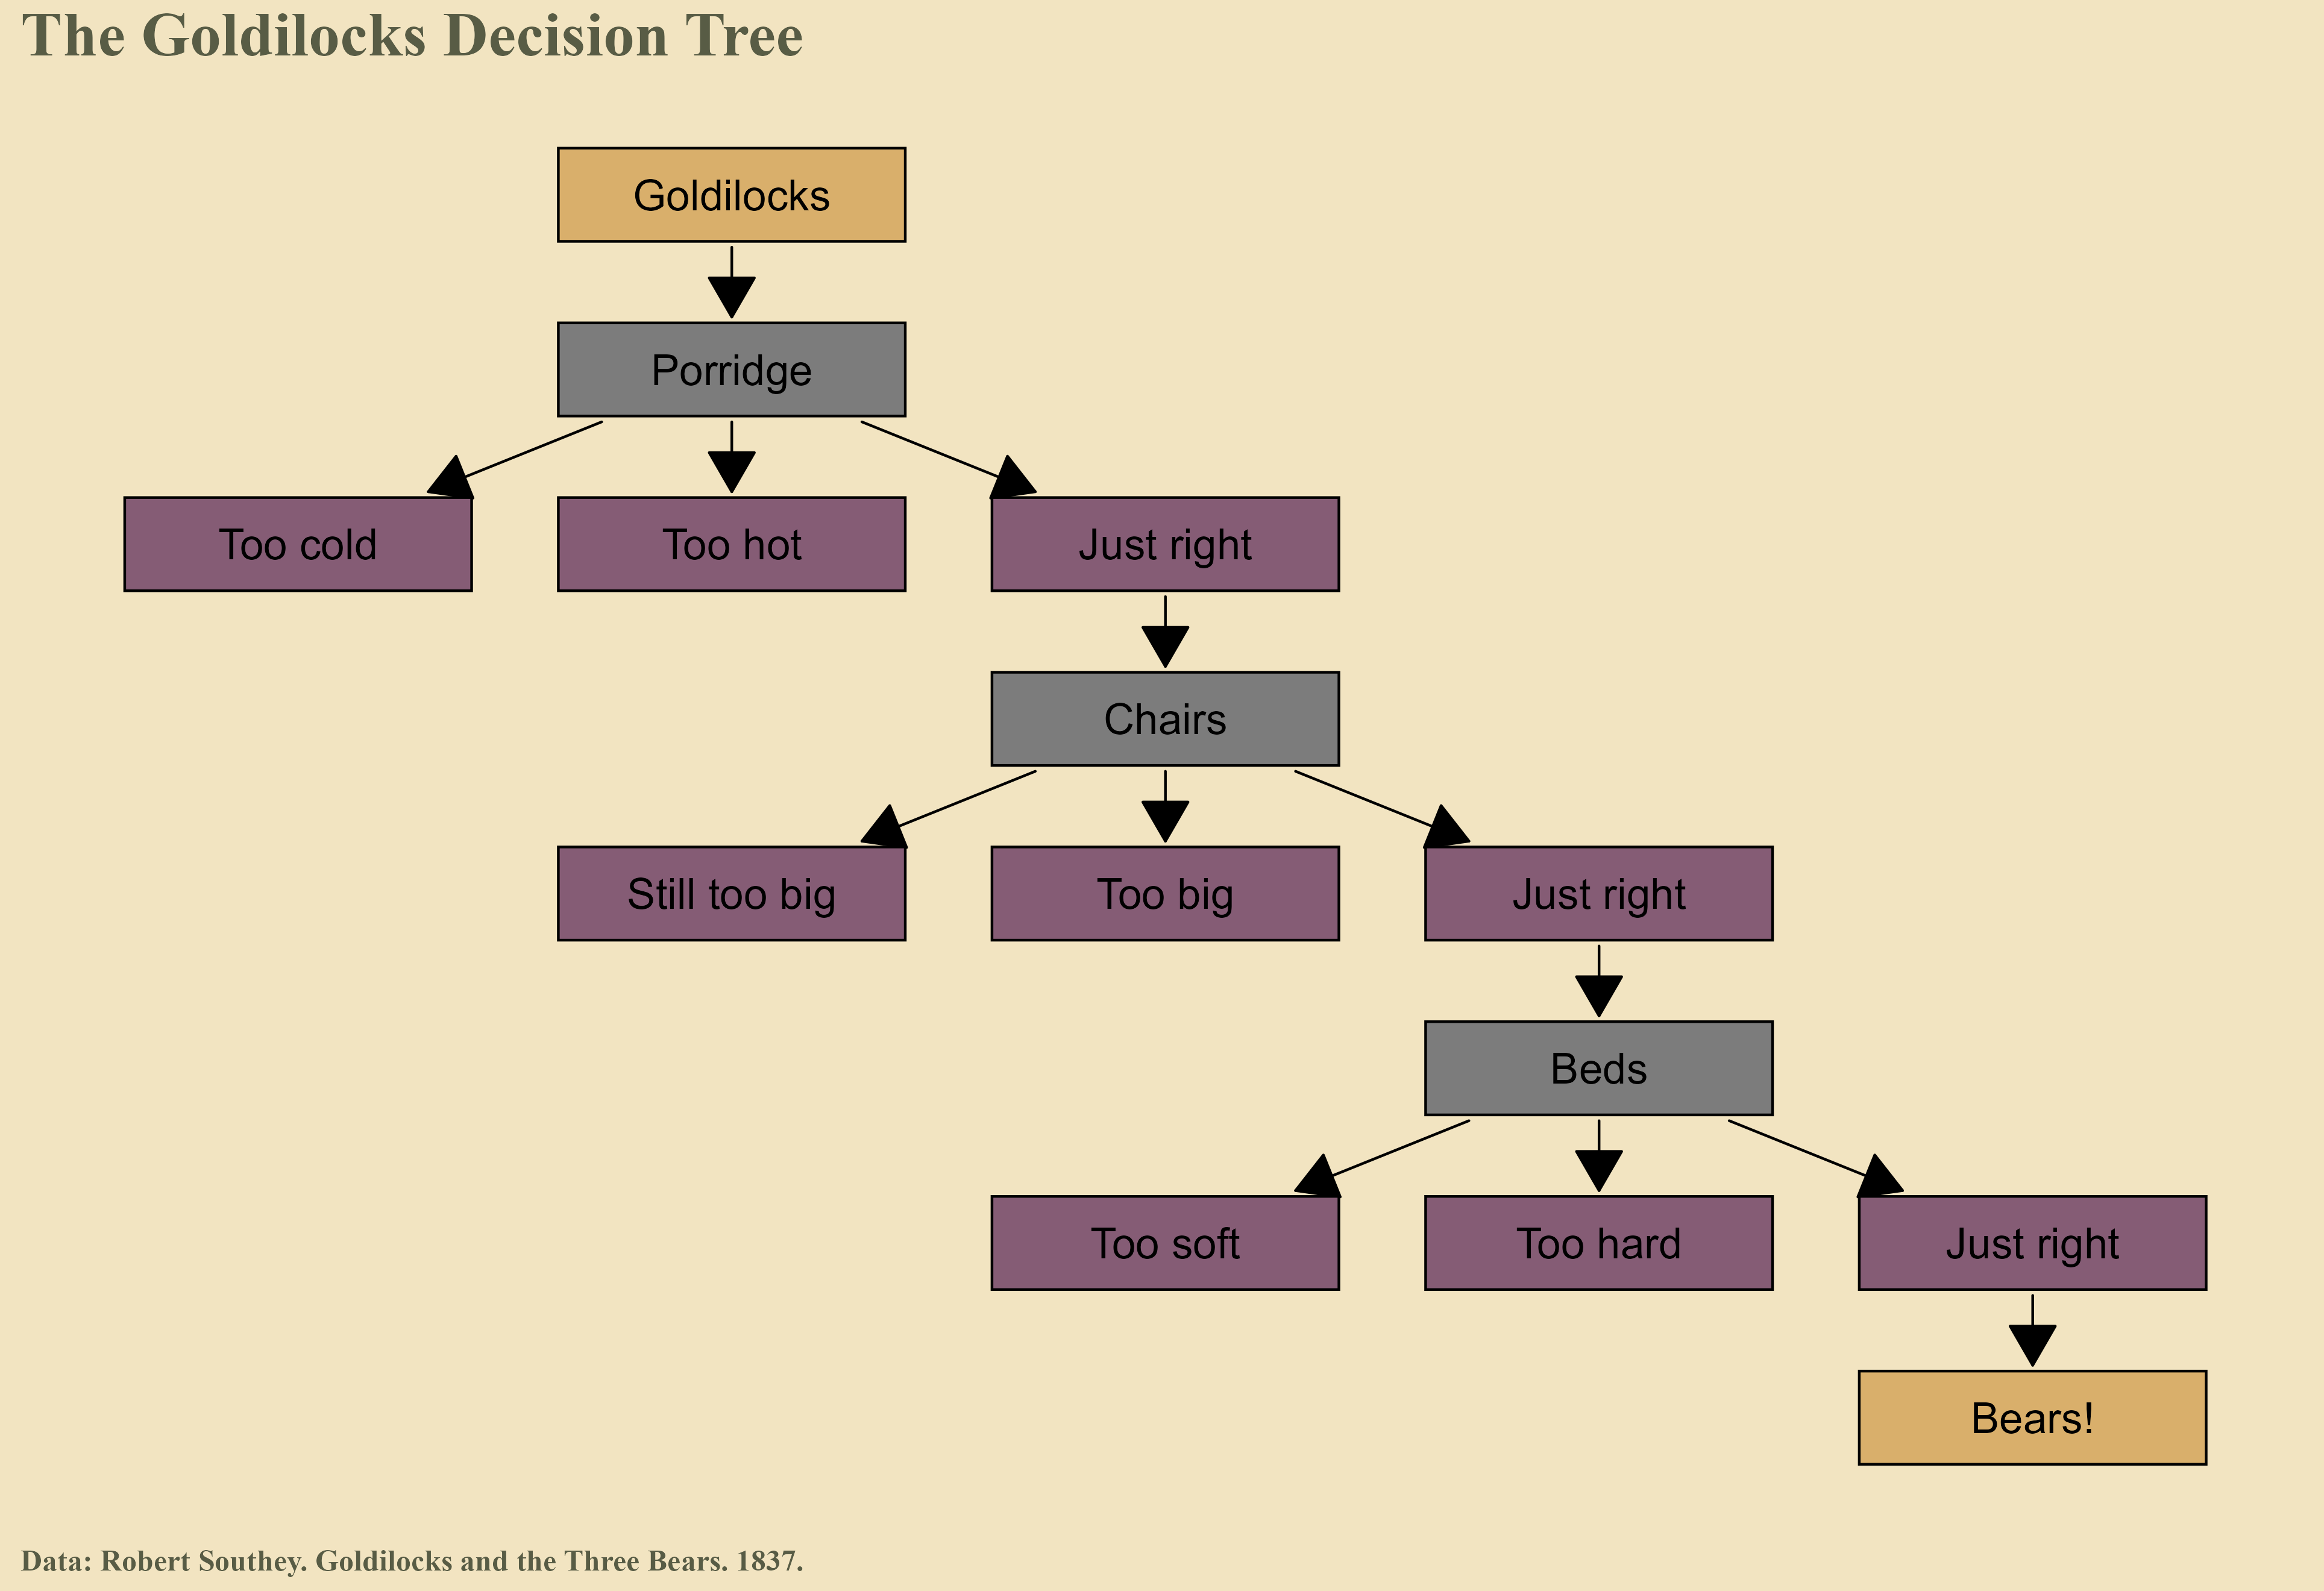 The Goldilocks Decision Tree
Goldilocks
Porridge
Too cold
Too hot
Just right
Chairs
Still too big
Too big
Just right
Beds
Too soft
Too hard
Just right
Bears!
Data: Robert Southey. Goldilocks and the Three Bears. 1837.